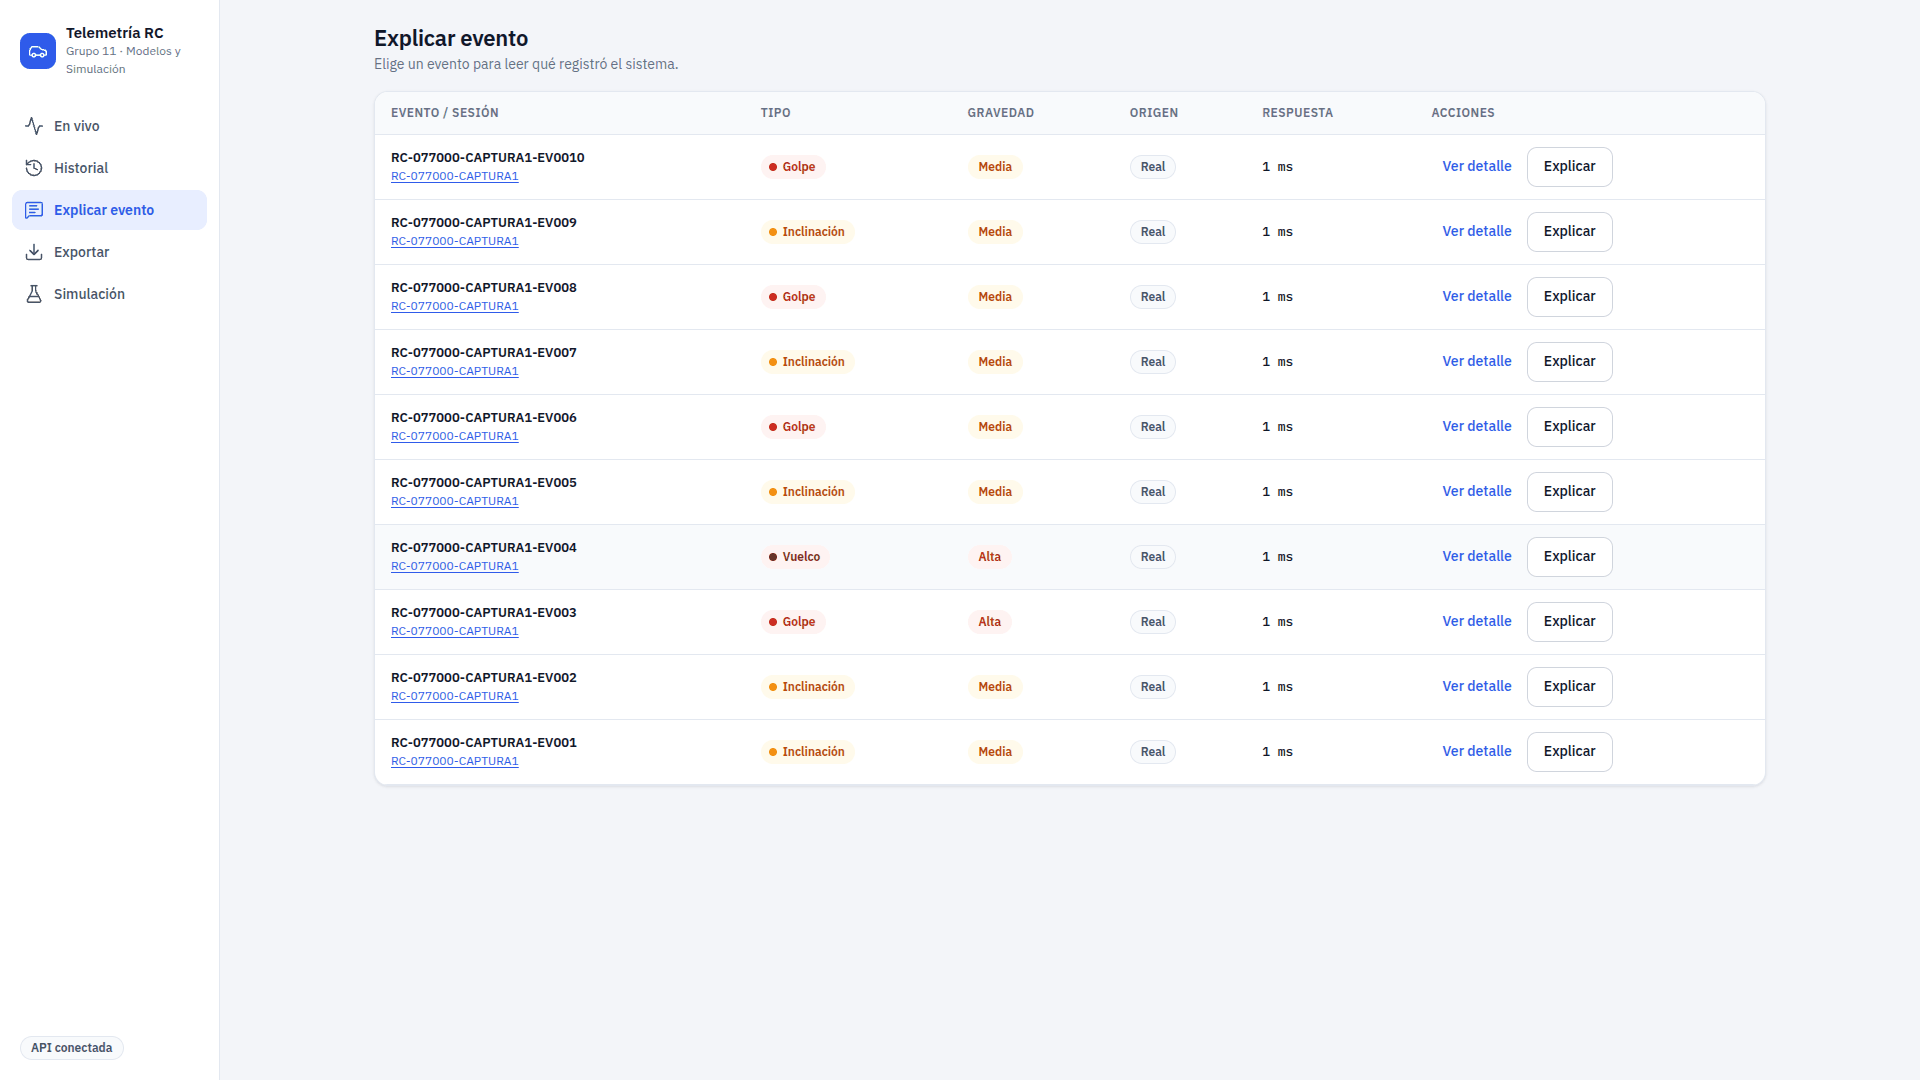 Telemetría RC
Grupo 11 · Modelos y
Simulación
En vivo
Historial
Explicar evento
Exportar
Simulación
API conectada
Explicar evento
Elige un evento para leer qué registró el sistema.
EVENTO / SESIÓN TIPO GRAVEDAD ORIGEN RESPUESTA ACCIONES
RC-077000-CAPTURA1-EV0010
RC-077000-CAPTURA1
Golpe Media Real 1 ms Ver detalle Explicar
RC-077000-CAPTURA1-EV009
RC-077000-CAPTURA1
Inclinación Media Real 1 ms Ver detalle Explicar
RC-077000-CAPTURA1-EV008
RC-077000-CAPTURA1
Golpe Media Real 1 ms Ver detalle Explicar
RC-077000-CAPTURA1-EV007
RC-077000-CAPTURA1
Inclinación Media Real 1 ms Ver detalle Explicar
RC-077000-CAPTURA1-EV006
RC-077000-CAPTURA1
Golpe Media Real 1 ms Ver detalle Explicar
RC-077000-CAPTURA1-EV005
RC-077000-CAPTURA1
Inclinación Media Real 1 ms Ver detalle Explicar
RC-077000-CAPTURA1-EV004
RC-077000-CAPTURA1
Vuelco Alta Real 1 ms Ver detalle Explicar
RC-077000-CAPTURA1-EV003
RC-077000-CAPTURA1
Golpe Alta Real 1 ms Ver detalle Explicar
RC-077000-CAPTURA1-EV002
RC-077000-CAPTURA1
Inclinación Media Real 1 ms Ver detalle Explicar
RC-077000-CAPTURA1-EV001
RC-077000-CAPTURA1
Inclinación Media Real 1 ms Ver detalle Explicar